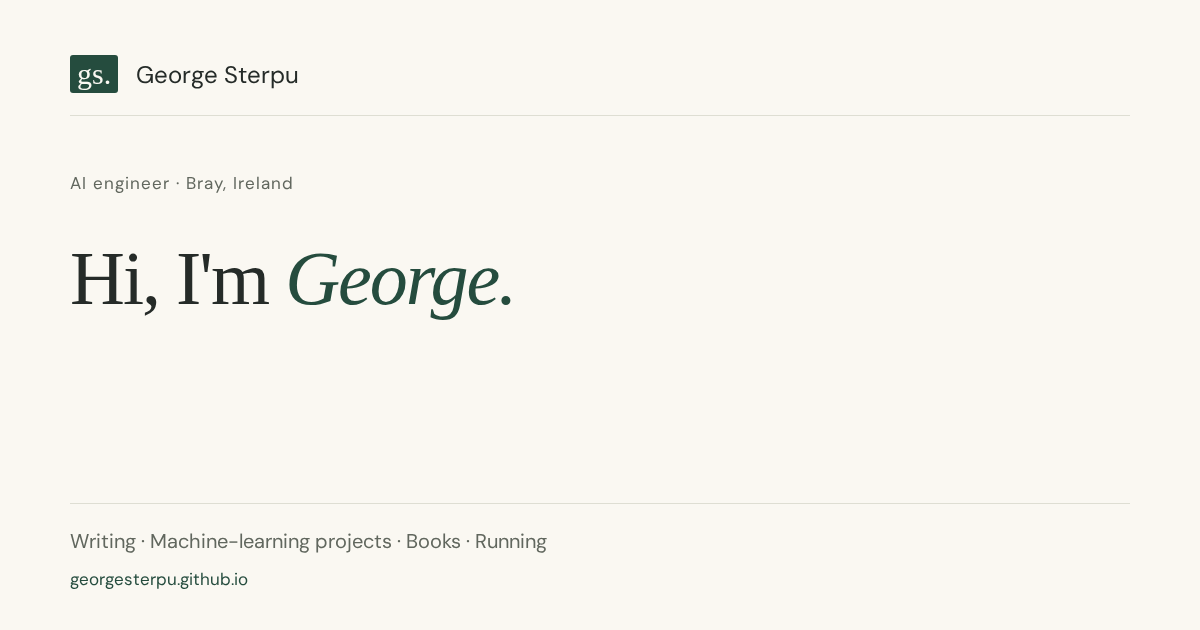 gs. George Sterpu
AI engineer · Bray, Ireland
Hi, I'm George.
Writing · Machine-learning projects · Books · Running
georgesterpu.github.io